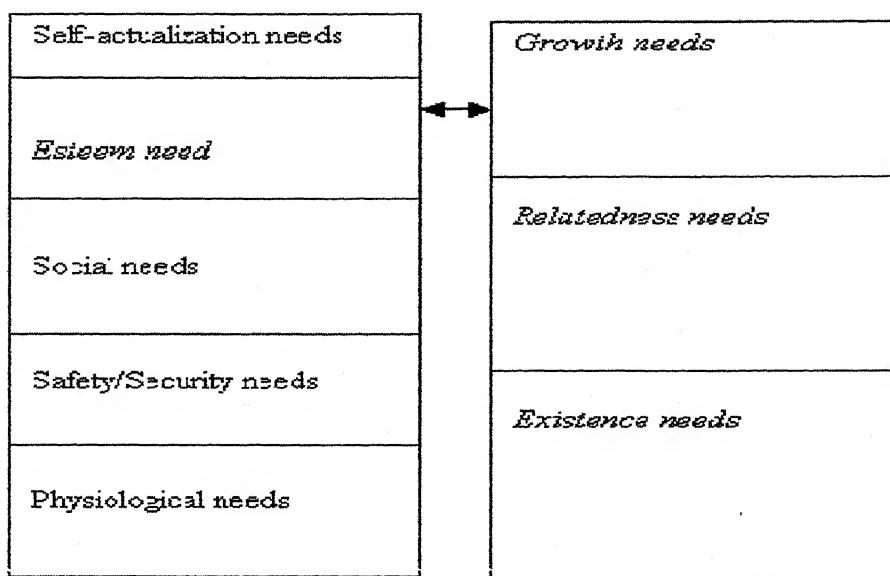 Self-actualization needs
Esteem need
Social needs
Safety/Security needs
Physiological needs
Growth needs
Relatedness needs
Existence needs